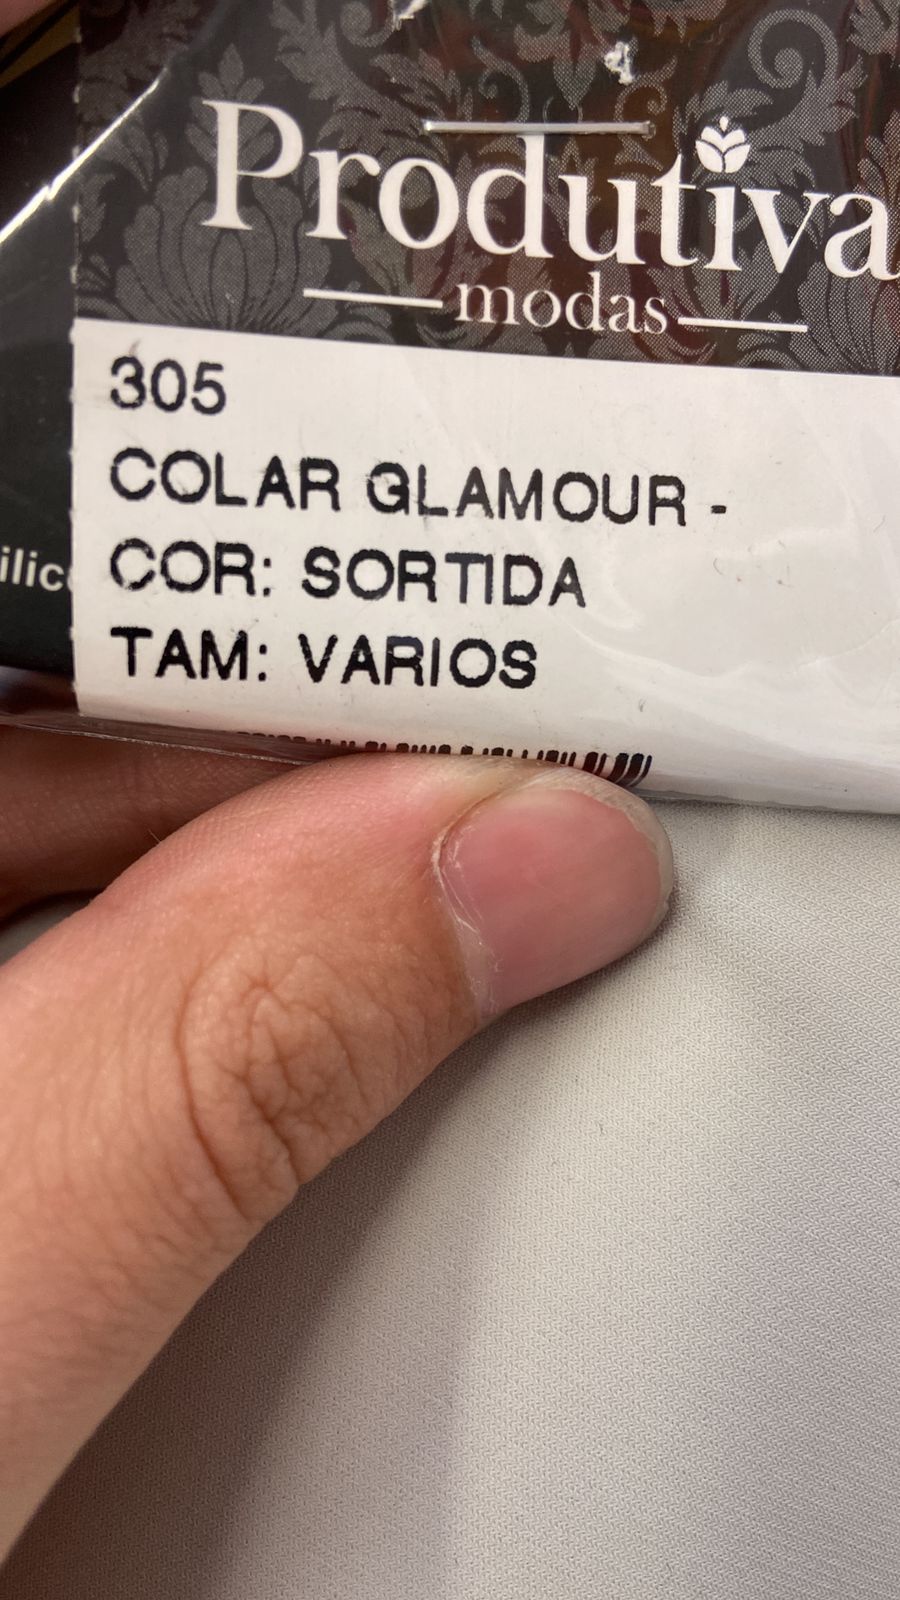 Produtiva
modas
305
COLAR GLAMOUR -
COR: SORTIDA
TAM: VARIOS